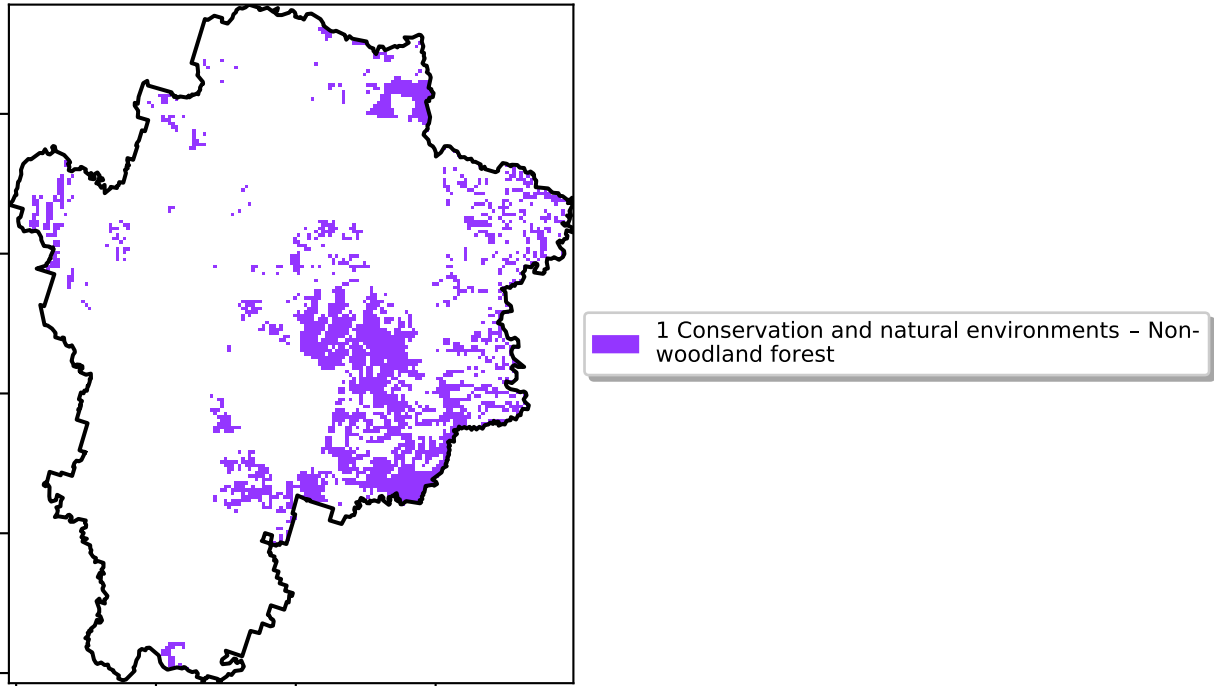 1 Conservation and natural environments – Non-
woodland forest